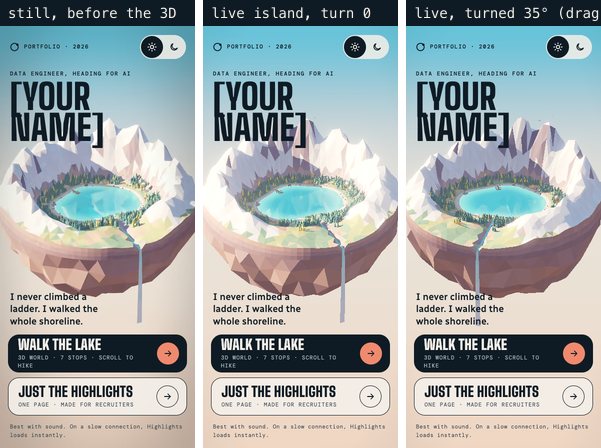 still, before the 3D
PORTFOLIO · 2026
DATA ENGINEER, HEADING FOR AI
[YOUR
NAME]
I never climbed a
ladder. I walked the
whole shoreline.
WALK THE LAKE
3D WORLD · 7 STOPS · SCROLL TO
HIKE
JUST THE HIGHLIGHTS
ONE PAGE · MADE FOR RECRUITERS
Best with sound. On a slow connection, Highlights
loads instantly.
live island, turn 0
PORTFOLIO · 2026
DATA ENGINEER, HEADING FOR AI
[YOUR
NAME]
I never climbed a
ladder. I walked the
whole shoreline.
WALK THE LAKE
3D WORLD · 7 STOPS · SCROLL TO
HIKE
JUST THE HIGHLIGHTS
ONE PAGE · MADE FOR RECRUITERS
Best with sound. On a slow connection, Highlights
loads instantly.
live, turned 35° (drag
PORTFOLIO · 2026
DATA ENGINEER, HEADING FOR AI
[YOUR
NAME]
I never climbed a
ladder. I walked the
whole shoreline.
WALK THE LAKE
3D WORLD · 7 STOPS · SCROLL TO
HIKE
JUST THE HIGHLIGHTS
ONE PAGE · MADE FOR RECRUITERS
Best with sound. On a slow connection, Highlights
loads instantly.